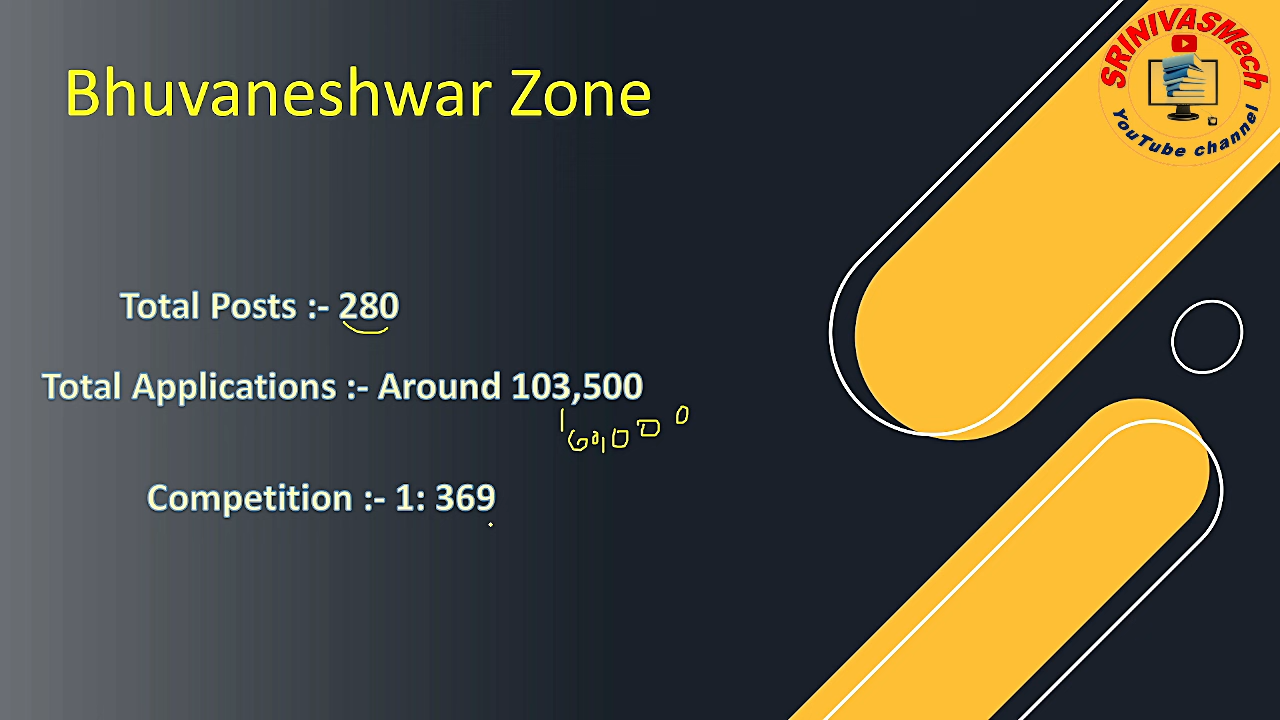 Bhuvaneshwar Zone
SRINIVASMech
YouTube channel
Total Posts :- 280
Total Applications :- Around 103,500
Competition :- 1: 369